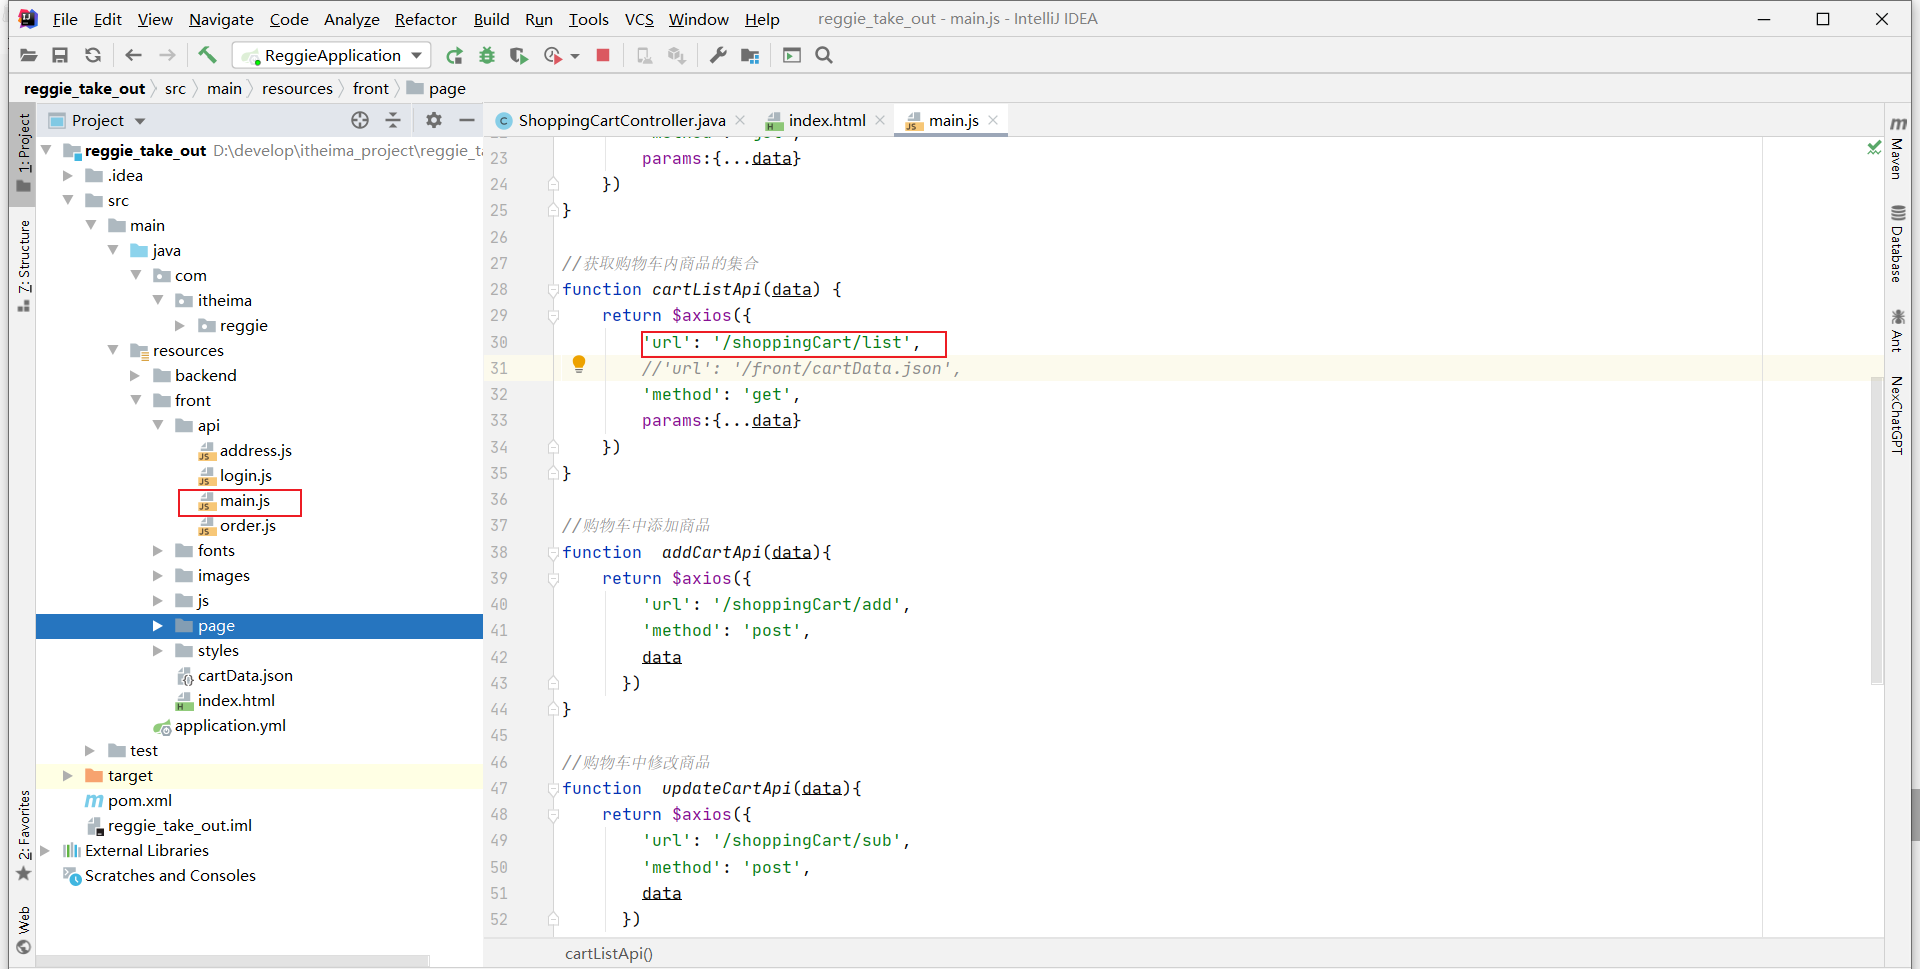 File Edit View Navigate Code Analyze Refactor Build Run Tools VCS Window Help reggie_take_out - main.js - IntelliJ IDEA
ReggieApplication
reggie_take_out src main resources front page
1: Project
7: Structure
2: Favorites
Web
Project
reggie_take_out D:\develop\itheima_project\reggie_ta
.idea
src
main
java
com
itheima
reggie
resources
backend
front
api
address.js
login.js
main.js
order.js
fonts
images
js
page
styles
cartData.json
index.html
application.yml
test
target
pom.xml
reggie_take_out.iml
External Libraries
Scratches and Consoles
ShoppingCartController.java index.html main.js
23 params:{...data}
24 })
25 }
26
27 //获取购物车内商品的集合
28 function cartListApi(data) {
29 return $axios({
30 'url': '/shoppingCart/list',
31 //'url': '/front/cartData.json',
32 'method': 'get',
33 params:{...data}
34 })
35 }
36
37 //购物车中添加商品
38 function  addCartApi(data){
39 return $axios({
40 'url': '/shoppingCart/add',
41 'method': 'post',
42 data
43 })
44 }
45
46 //购物车中修改商品
47 function  updateCartApi(data){
48 return $axios({
49 'url': '/shoppingCart/sub',
50 'method': 'post',
51 data
52 })
cartListApi()
Maven
Database
Ant
NexChatGPT